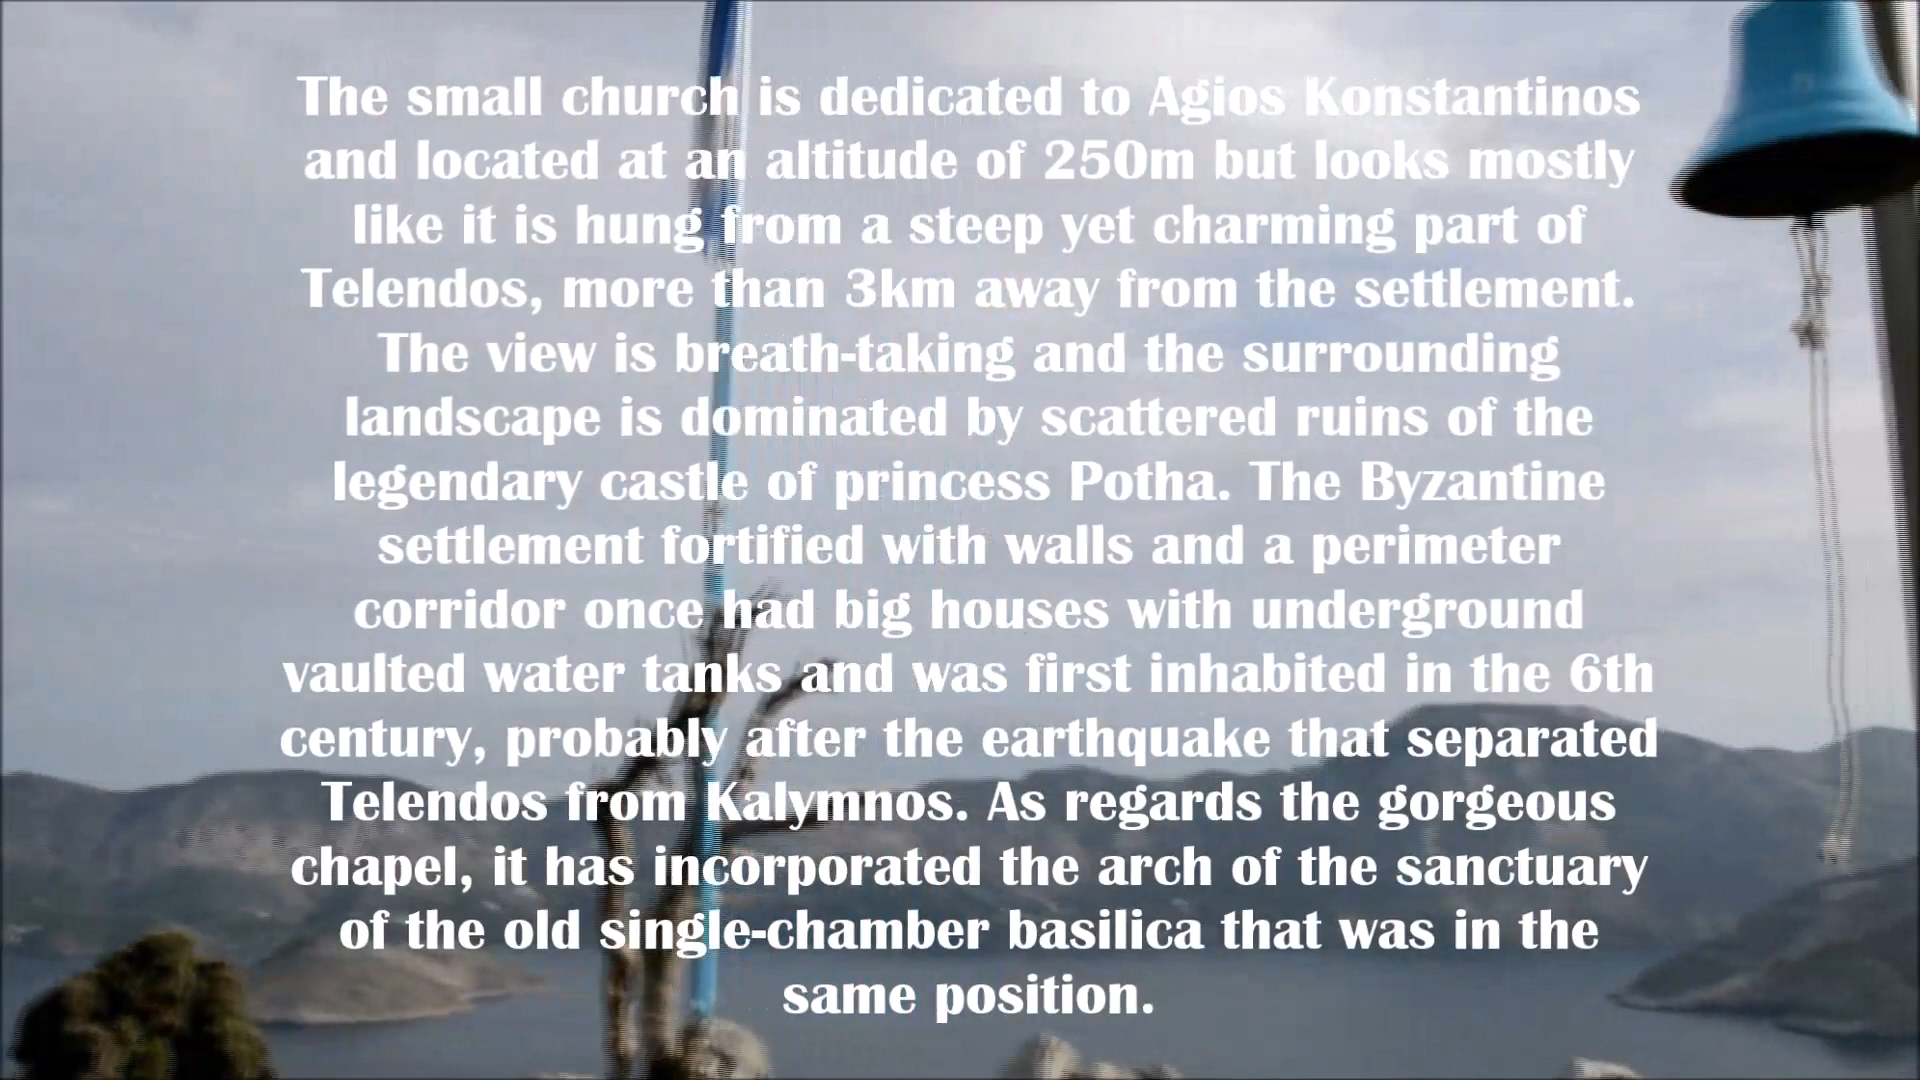 The small church is dedicated to Agios Konstantinos
and located at an altitude of 250m but looks mostly
like it is hung from a steep yet charming part of
Telendos, more than 3km away from the settlement.
The view is breath-taking and the surrounding
landscape is dominated by scattered ruins of the
legendary castle of princess Potha. The Byzantine
settlement fortified with walls and a perimeter
corridor once had big houses with underground
vaulted water tanks and was first inhabited in the 6th
century, probably after the earthquake that separated
Telendos from Kalymnos. As regards the gorgeous
chapel, it has incorporated the arch of the sanctuary
of the old single-chamber basilica that was in the
same position.